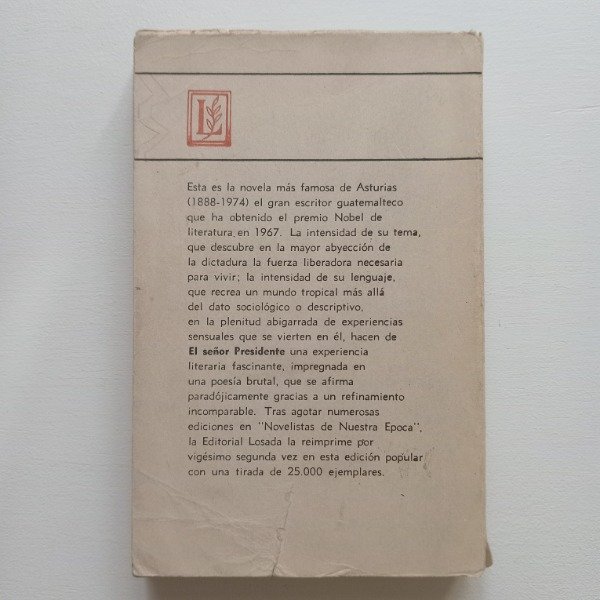 L
Esta es la novela más famosa de Asturias
(1888-1974) el gran escritor guatemalteco
que ha obtenido el premio Nobel de
literatura en 1967. La intensidad de su tema,
que descubre en la mayor abyección de
la dictadura la fuerza liberadora necesaria
para vivir; la intensidad de su lenguaje,
que recrea un mundo tropical más allá
del dato sociológico o descriptivo,
en la plenitud abigarrada de experiencias
sensuales que se vierten en él, hacen de
El señor Presidente una experiencia
literaria fascinante, impregnada en
una poesía brutal, que se afirma
paradójicamente gracias a un refinamiento
incomparable. Tras agotar numerosas
ediciones en "Novelistas de Nuestra Epoca",
la Editorial Losada la reimprime por
vigésimo segunda vez en esta edición popular
con una tirada de 25.000 ejemplares.